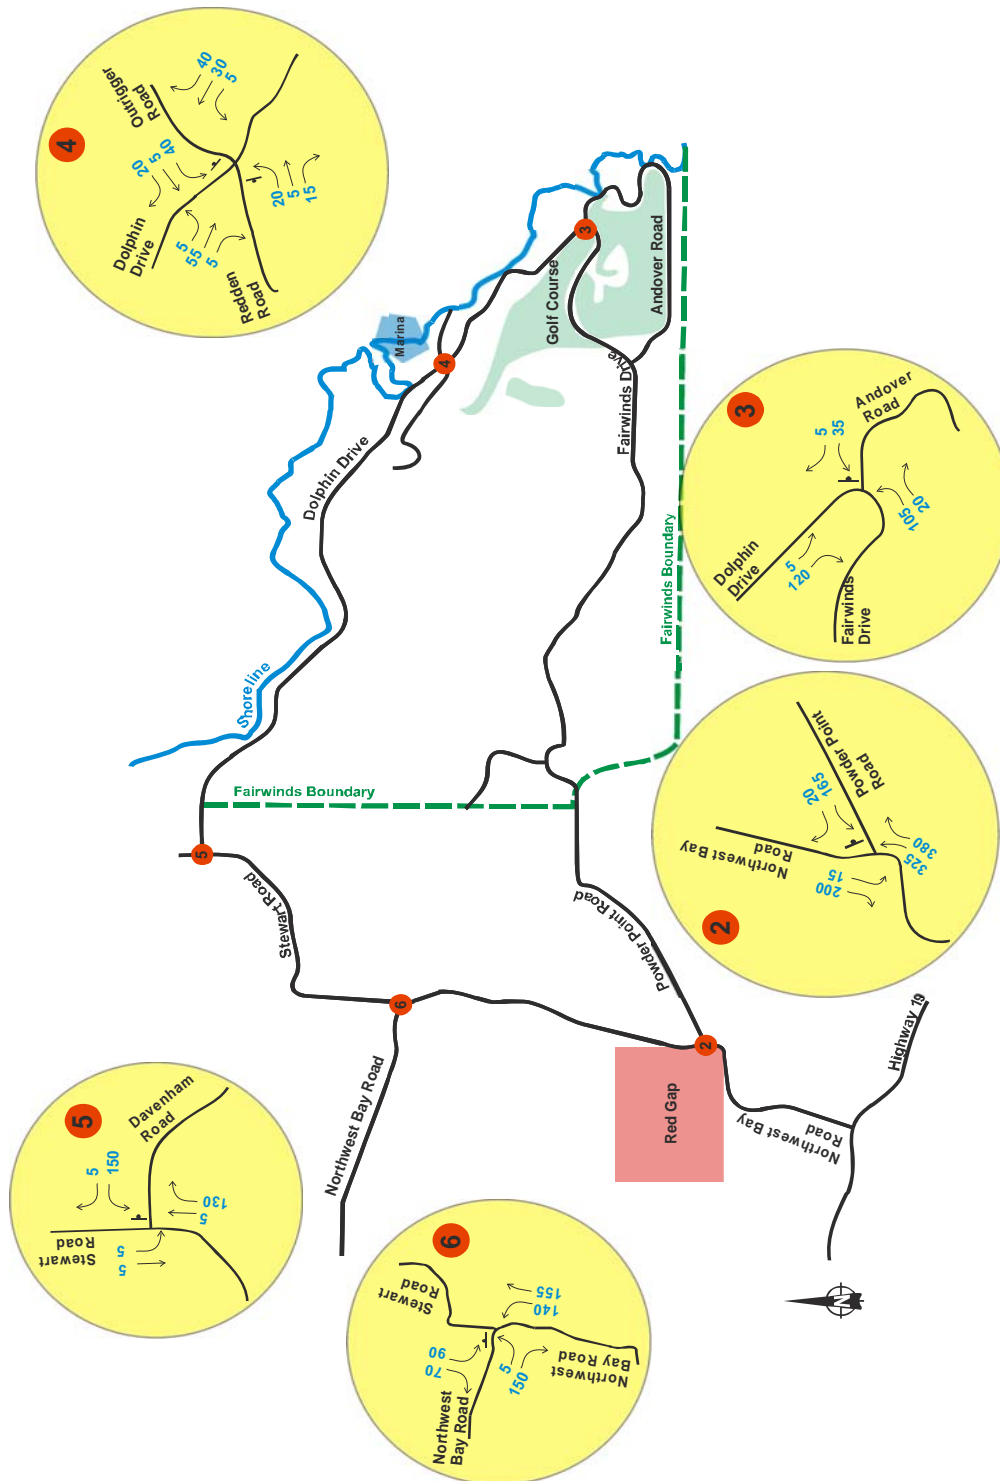 4
Outrigger
Road
40
30
5
20
5
40
Dolphin
Drive
5
55
5
20
5
15
Redden
Road
Marina
4
3
Golf Course
Andover Road
Fairwinds Drive
Dolphin Drive
Shoreline
Fairwinds Boundary
Fairwinds Boundary
3
Andover
Road
5
35
105
20
Dolphin
Drive
5
120
Fairwinds
Drive
5
Stewart Road
6
Northwest Bay Road
Powder Point Road
2
Red Gap
Northwest Bay
Road
Highway 19
2
Powder Point
Road
20
165
Northwest Bay
Road
15
200
325
380
5
Davenham
Road
5
150
Stewart
Road
5
5
5
130
6
Stewart
Road
155
140
90
70
5
150
Northwest
Bay Road
Northwest
Bay Road
N